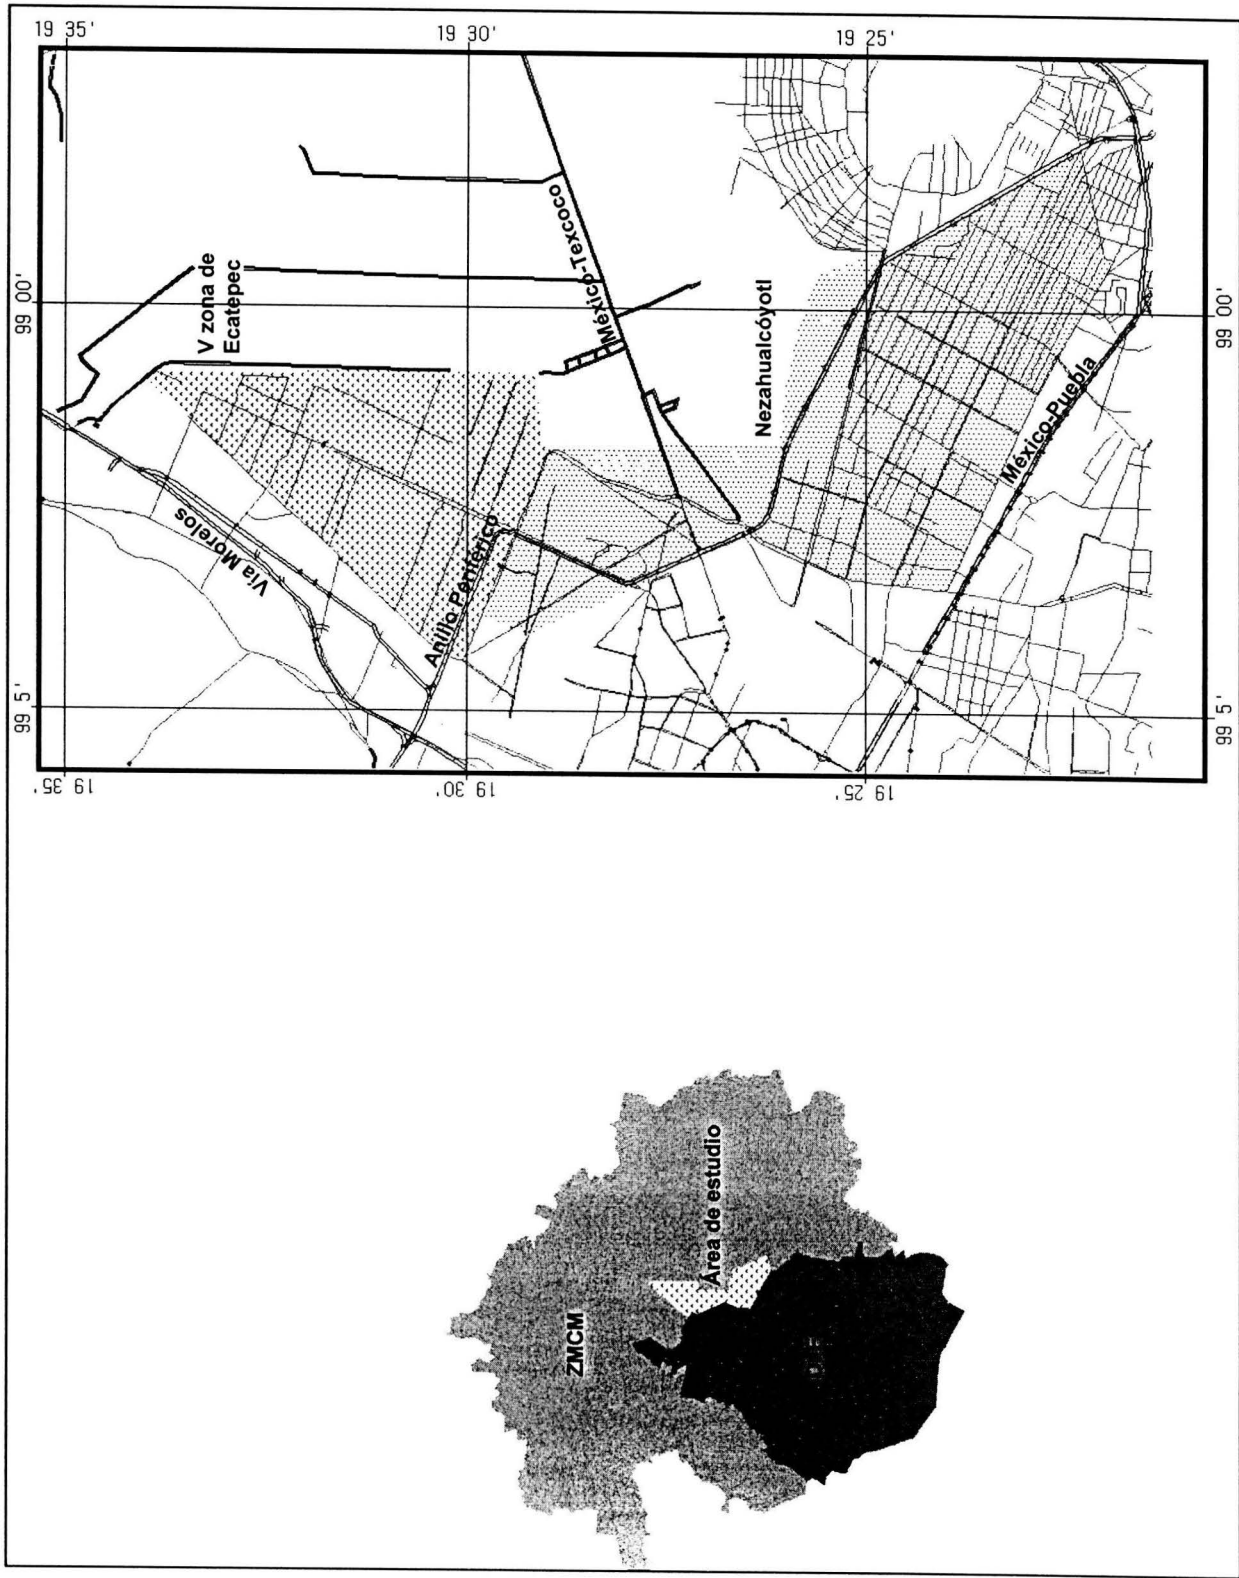 19 35'
19 30'
19 25'
99 00'
V zona de
Ecatepec
México-Texcoco
Nezahualcóyotl
99 00'
Vía Morelos
Anillo Periférico
México-Puebla
99 5'
99 5'
19 35'
19 30'
19 25'
ZMCM
Área de estudio